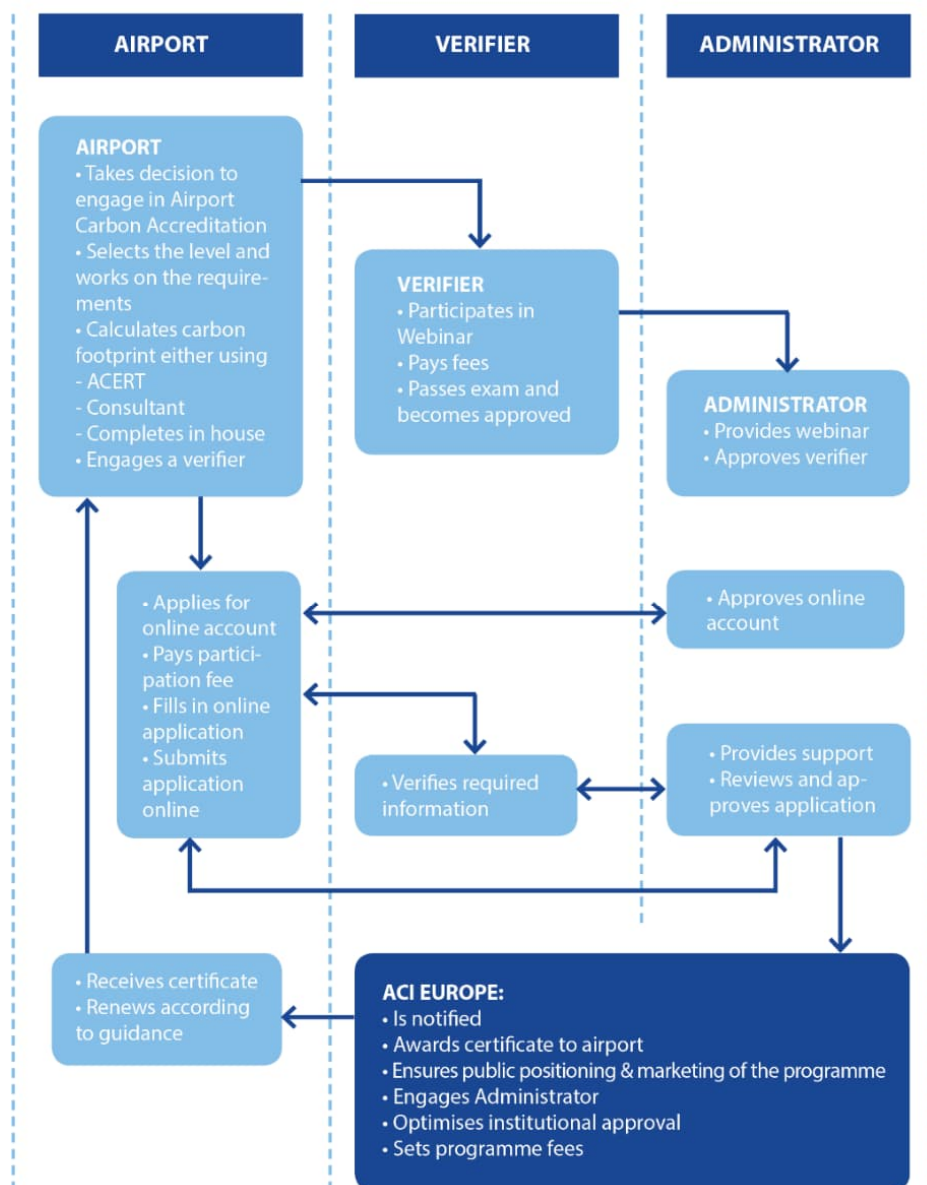 AIRPORT
VERIFIER
ADMINISTRATOR
AIRPORT
• Takes decision to
engage in Airport
Carbon Accreditation
• Selects the level and
works on the require-
ments
• Calculates carbon
footprint either using
- ACERT
- Consultant
- Completes in house
• Engages a verifier
VERIFIER
• Participates in
Webinar
• Pays fees
• Passes exam and
becomes approved
ADMINISTRATOR
• Provides webinar
• Approves verifier
• Applies for
online account
• Pays partici-
pation fee
• Fills in online
application
• Submits
application
online
• Approves online
account
• Verifies required
information
• Provides support
• Reviews and ap-
proves application
• Receives certificate
• Renews according
to guidance
ACI EUROPE:
• Is notified
• Awards certificate to airport
• Ensures public positioning & marketing of the programme
• Engages Administrator
• Optimises institutional approval
• Sets programme fees